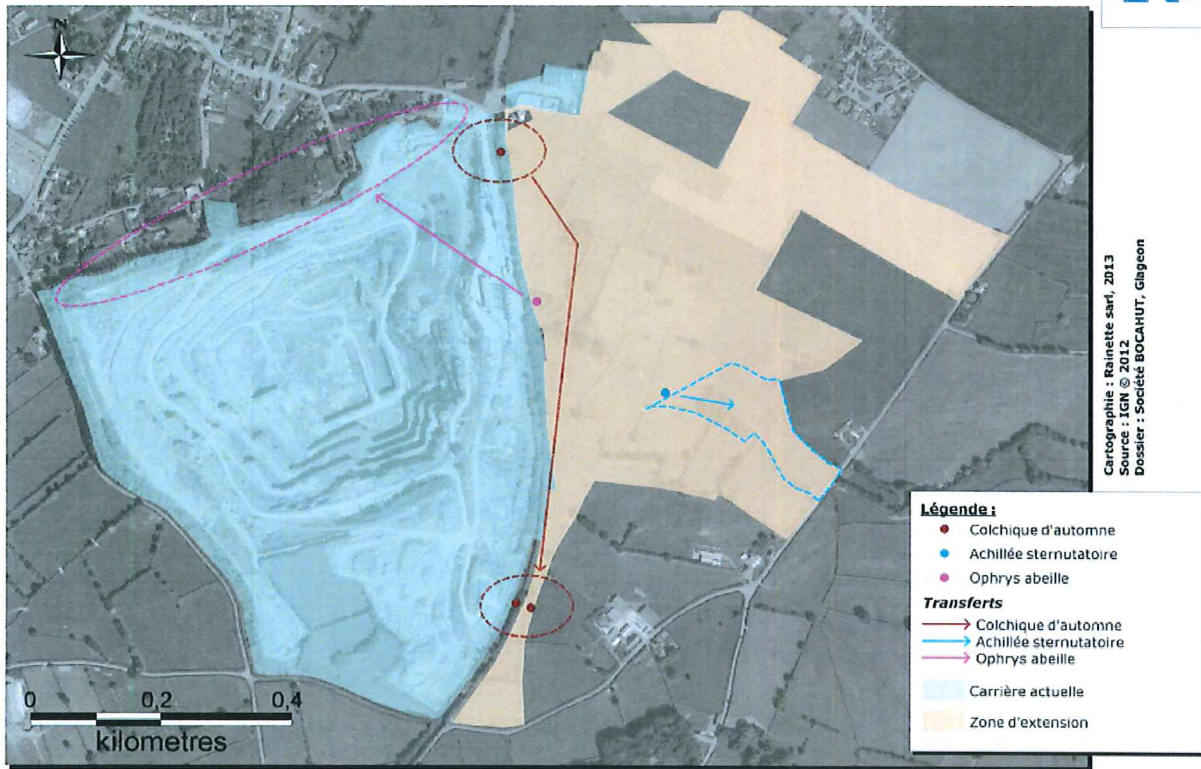 N
0 0,2 0,4
kilometres
Cartographie : Rainette sarl, 2013
Source : IGN © 2012
Dossier : Société BOCAHUT, Glageon
Légende :
Colchique d'automne
Achillée sternutatoire
Ophrys abeille
Transferts
Colchique d'automne
Achillée sternutatoire
Ophrys abeille
Carrière actuelle
Zone d'extension